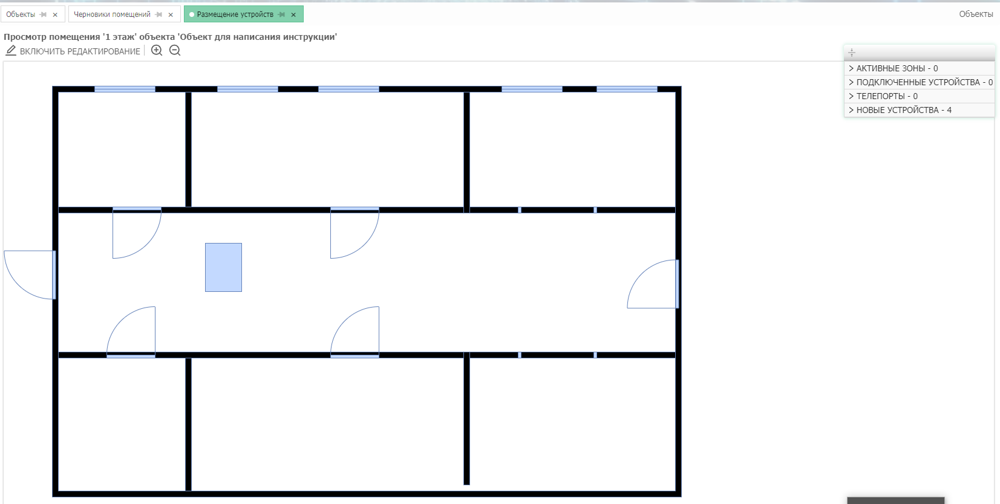 Объекты
Черновики помещений
Размещение устройств
Объекты
Просмотр помещения '1 этаж' объекта 'Объект для написания инструкции'
ВКЛЮЧИТЬ РЕДАКТИРОВАНИЕ
АКТИВНЫЕ ЗОНЫ - 0
ПОДКЛЮЧЕННЫЕ УСТРОЙСТВА - 0
ТЕЛЕПОРТЫ - 0
НОВЫЕ УСТРОЙСТВА - 4